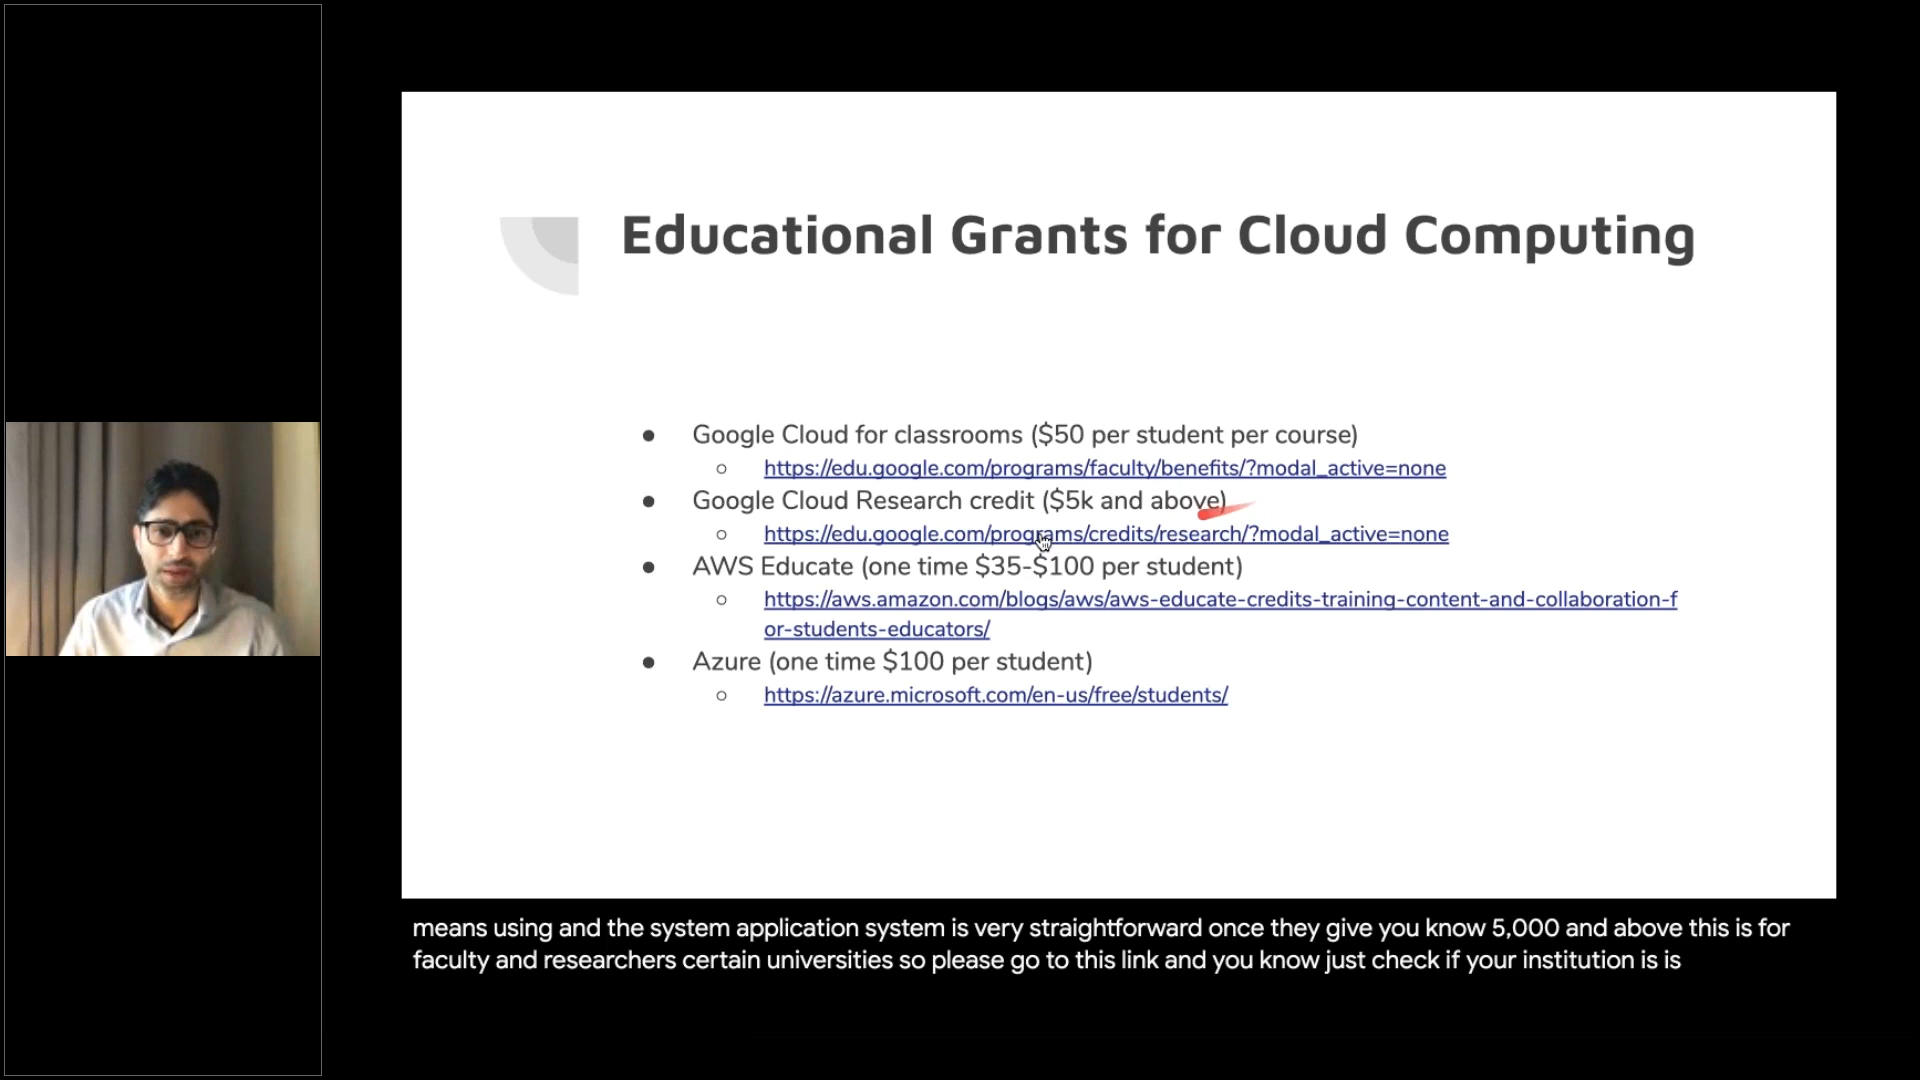 Educational Grants for Cloud Computing
● Google Cloud for classrooms ($50 per student per course)
○ https://edu.google.com/programs/faculty/benefits/?modal_active=none
● Google Cloud Research credit ($5k and above)
○ https://edu.google.com/programs/credits/research/?modal_active=none
● AWS Educate (one time $35-$100 per student)
○ https://aws.amazon.com/blogs/aws/aws-educate-credits-training-content-and-collaboration-f
or-students-educators/
● Azure (one time $100 per student)
○ https://azure.microsoft.com/en-us/free/students/
means using and the system application system is very straightforward once they give you know 5,000 and above this is for
faculty and researchers certain universities so please go to this link and you know just check if your institution is is